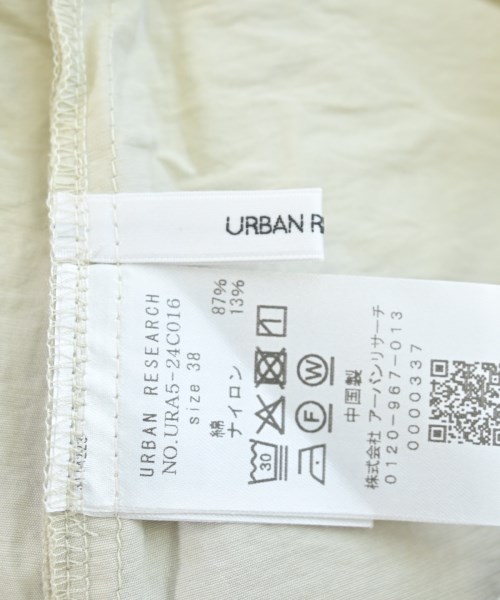 URBAN R
URBAN RESEARCH
NO.URA5-24C016
size 38
綿 87%
ナイロン 13%
30
F W
中国製
株式会社 アーバンリサーチ
0120-967-013
0000337